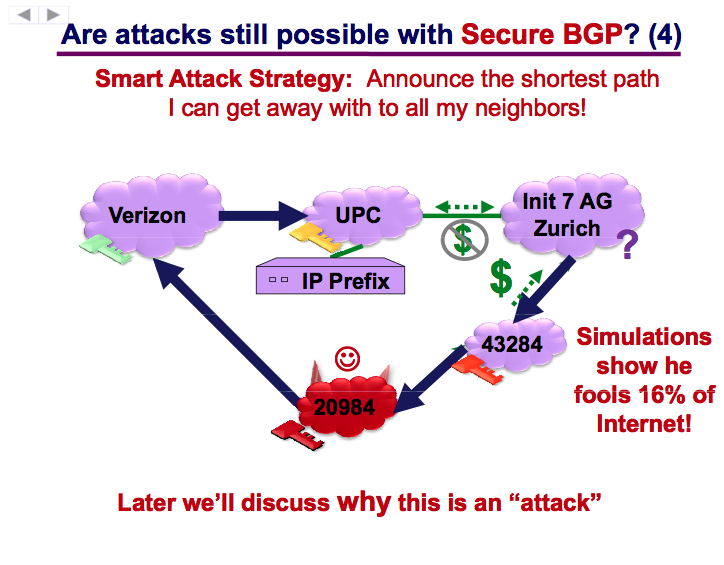 Are attacks still possible with Secure BGP? (4)
Smart Attack Strategy: Announce the shortest path
I can get away with to all my neighbors!
Verizon
UPC
Init 7 AG
Zurich
?
$
IP Prefix
$
43284
Simulations
show he
fools 16% of
Internet!
20984
Later we’ll discuss why this is an “attack”